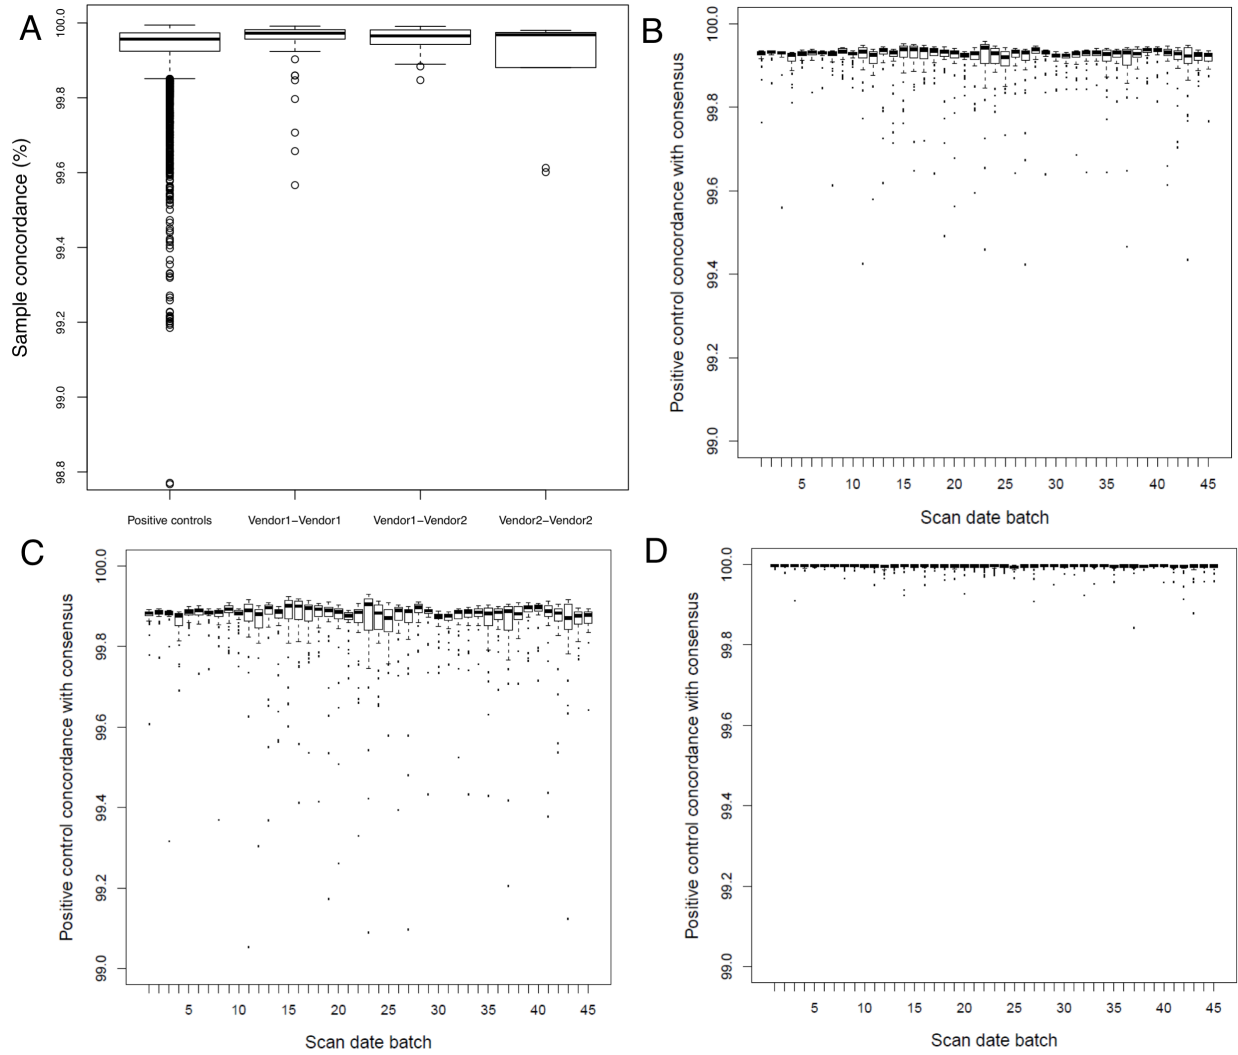 A
Sample concordance (%)
100.0
99.8
99.6
99.4
99.2
99.0
98.8
Positive controls
Vendor1–Vendor1
Vendor1–Vendor2
Vendor2–Vendor2
B
Positive control concordance with consensus
100.0
99.8
99.6
99.4
99.2
99.0
5 10 15 20 25 30 35 40 45
Scan date batch
C
Positive control concordance with consensus
100.0
99.8
99.6
99.4
99.2
99.0
5 10 15 20 25 30 35 40 45
Scan date batch
D
Positive control concordance with consensus
100.0
99.8
99.6
99.4
99.2
99.0
5 10 15 20 25 30 35 40 45
Scan date batch